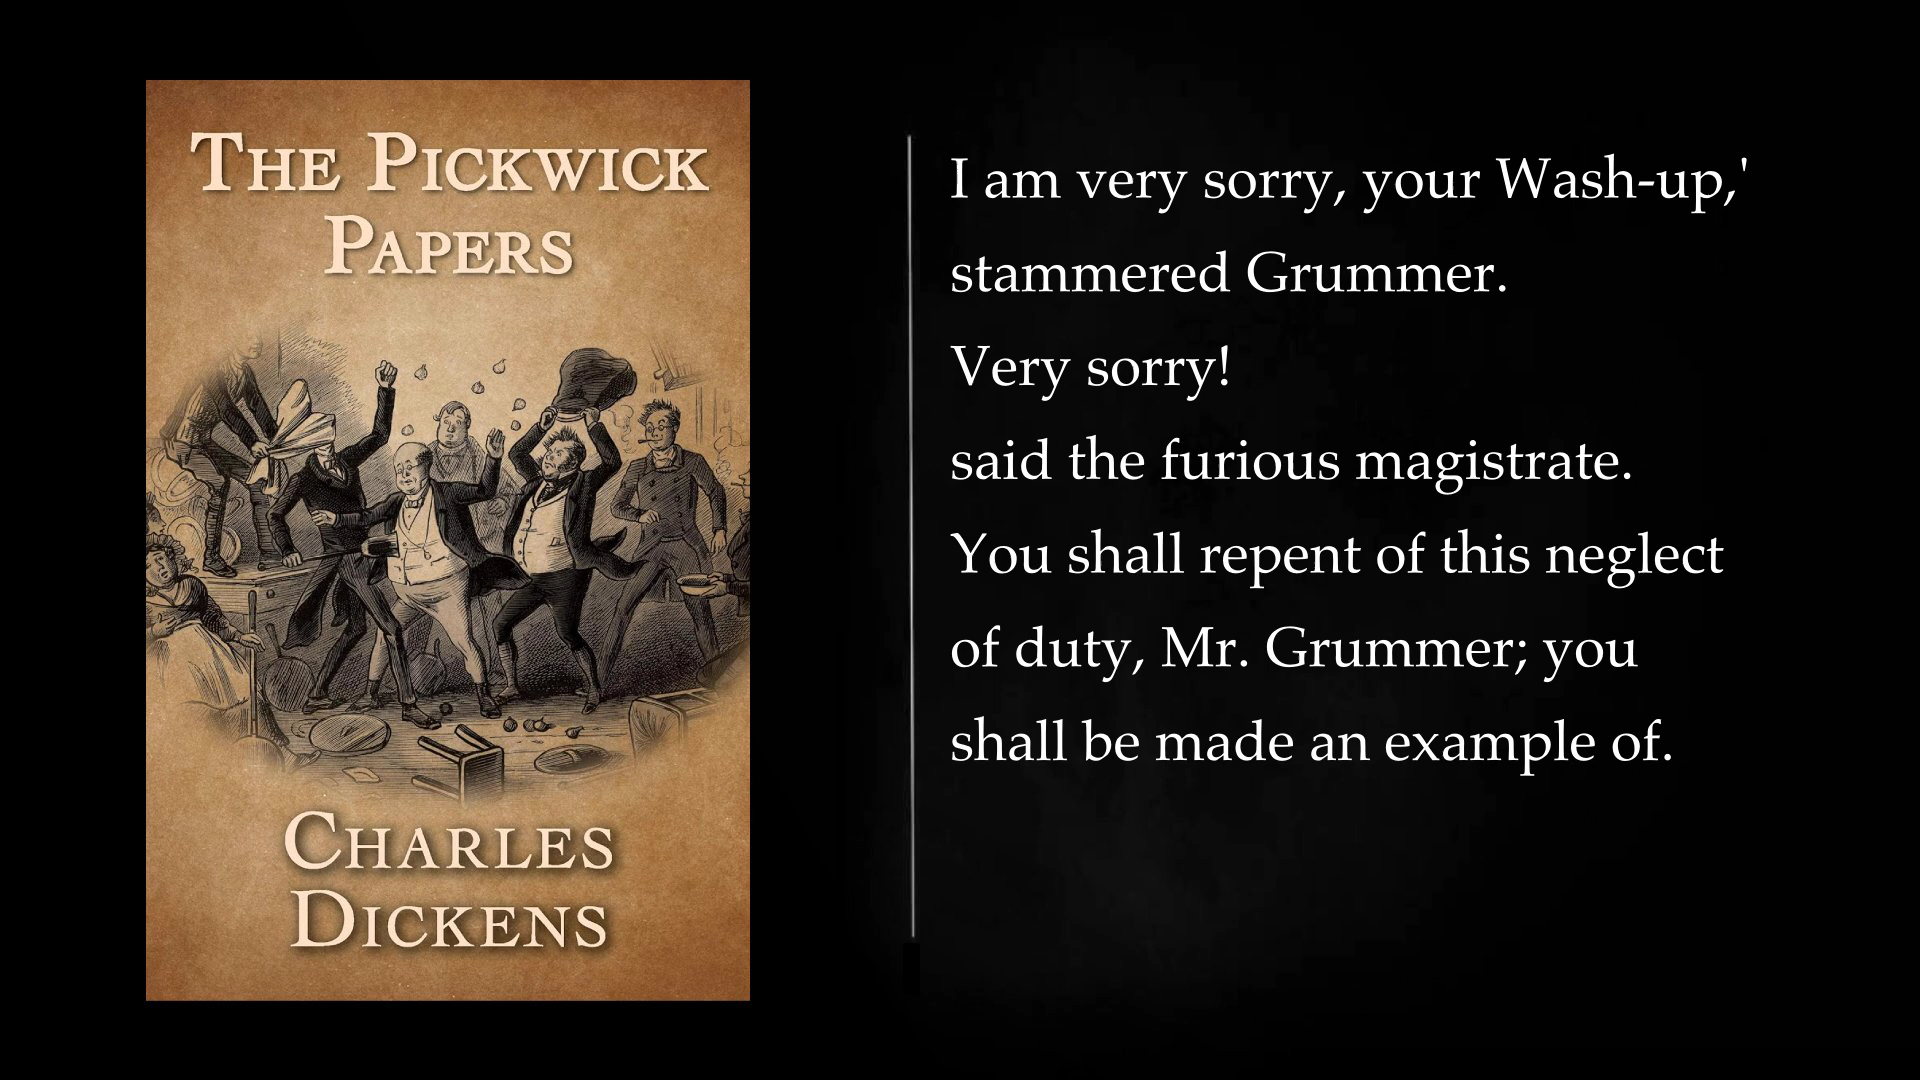 THE PICKWICK
PAPERS
CHARLES
DICKENS
I am very sorry, your Wash-up,'
stammered Grummer.
Very sorry!
said the furious magistrate.
You shall repent of this neglect
of duty, Mr. Grummer; you
shall be made an example of.